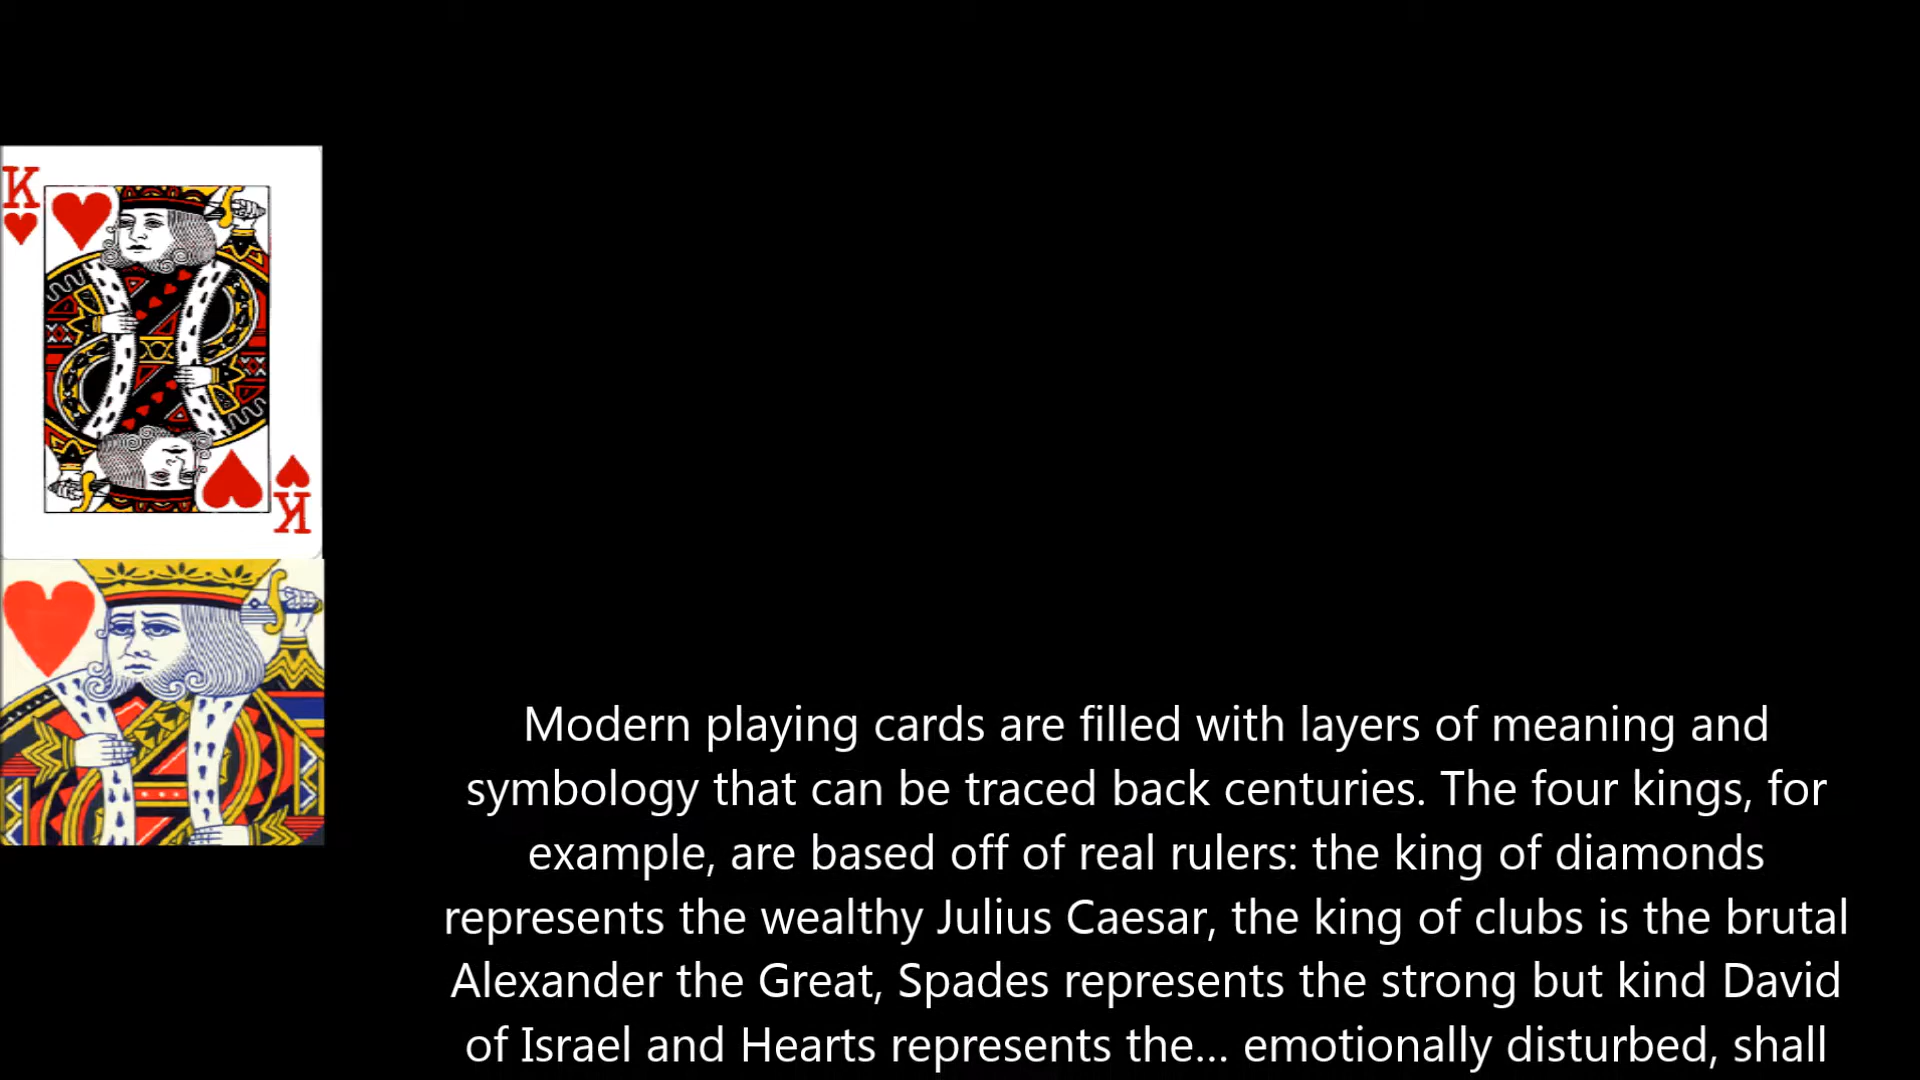 K
K
Modern playing cards are filled with layers of meaning and
symbology that can be traced back centuries. The four kings, for
example, are based off of real rulers: the king of diamonds
represents the wealthy Julius Caesar, the king of clubs is the brutal
Alexander the Great, Spades represents the strong but kind David
of Israel and Hearts represents the... emotionally disturbed, shall